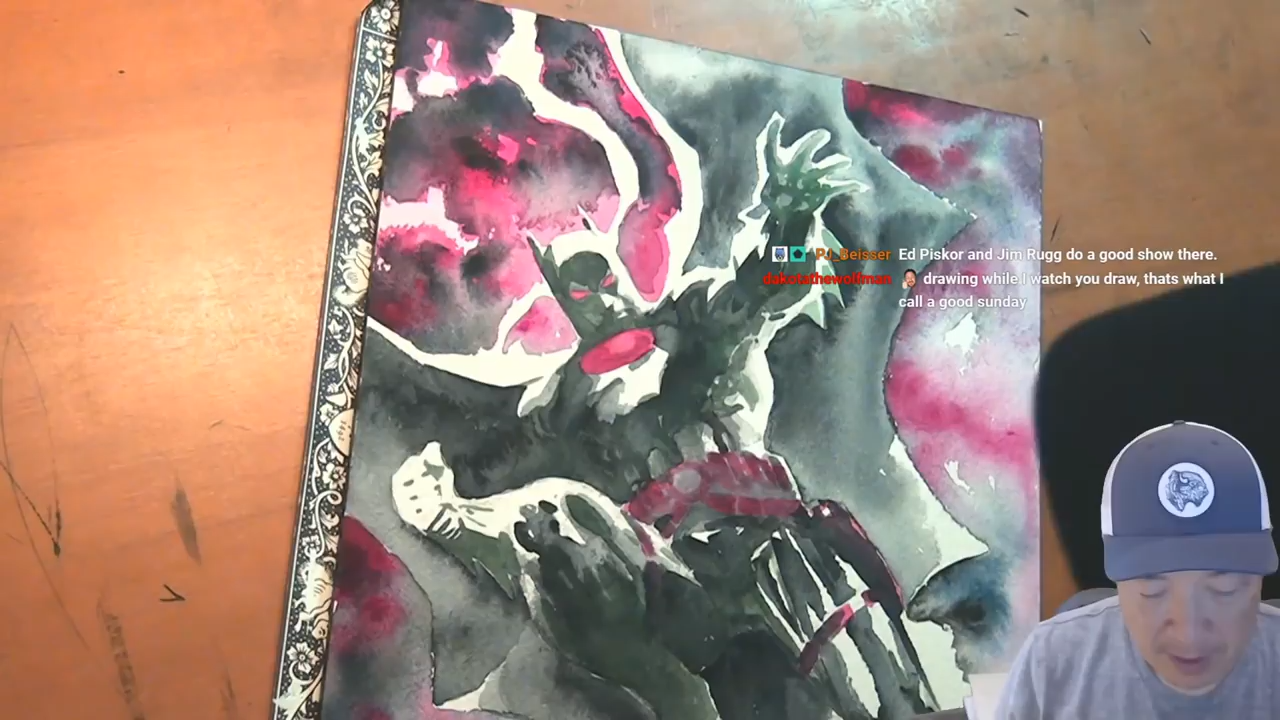 PJ_Beisser Ed Piskor and Jim Rugg do a good show there.
dakotathewolfman drawing while I watch you draw, thats what I
call a good sunday